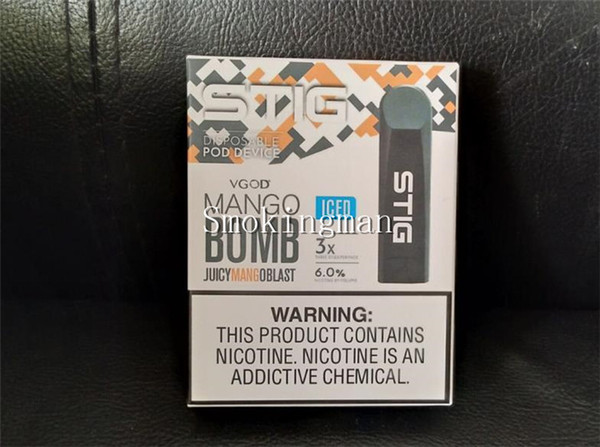 STIG
DISPOSABLE
POD DEVICE
VGOD
MANGO
ICED
Smokingman
BOMB
3x
JUICYMANGOBLAST
6.0%
STIG
WARNING:
THIS PRODUCT CONTAINS
NICOTINE. NICOTINE IS AN
ADDICTIVE CHEMICAL.